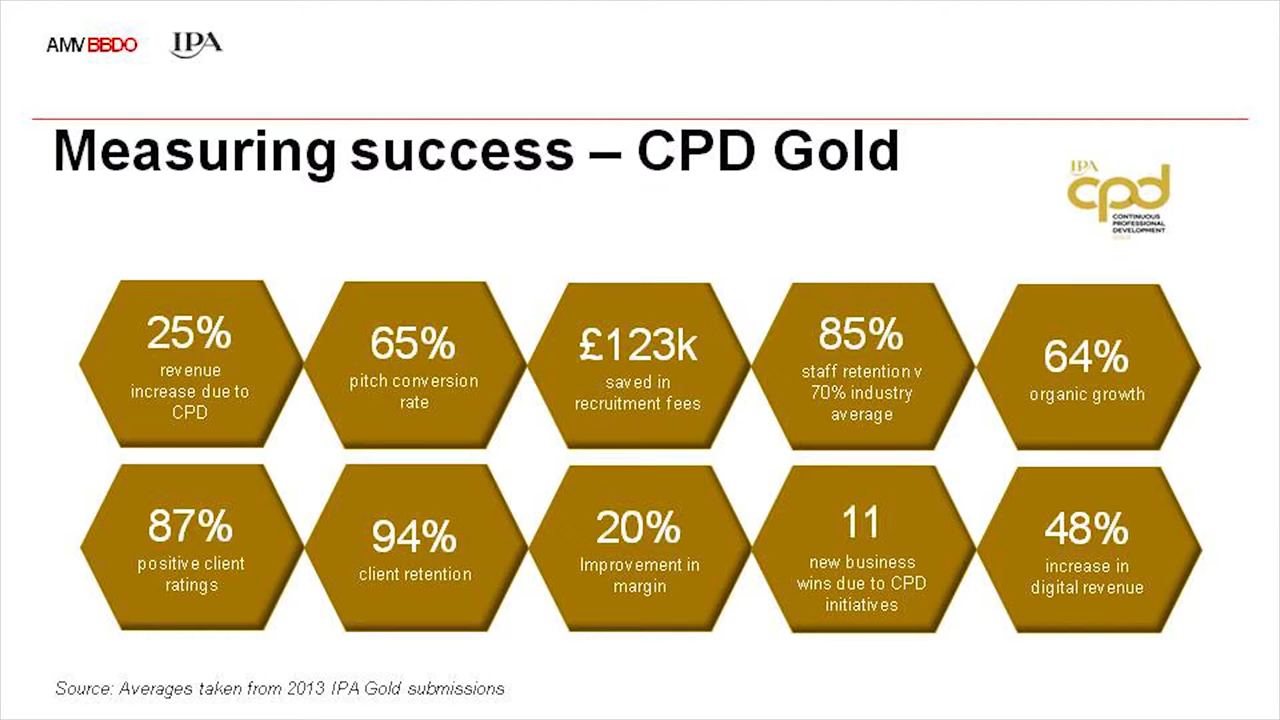 AMV BBDO IPA
Measuring success – CPD Gold
IPA
cpd
CONTINUOUS
PROFESSIONAL
DEVELOPMENT
GOLD
25%
revenue
increase due to
CPD
65%
pitch conversion
rate
£123k
saved in
recruitment fees
85%
staff retention v
70% industry
average
64%
organic growth
87%
positive client
ratings
94%
client retention
20%
Improvement in
margin
11
new business
wins due to CPD
initiatives
48%
increase in
digital revenue
Source: Averages taken from 2013 IPA Gold submissions